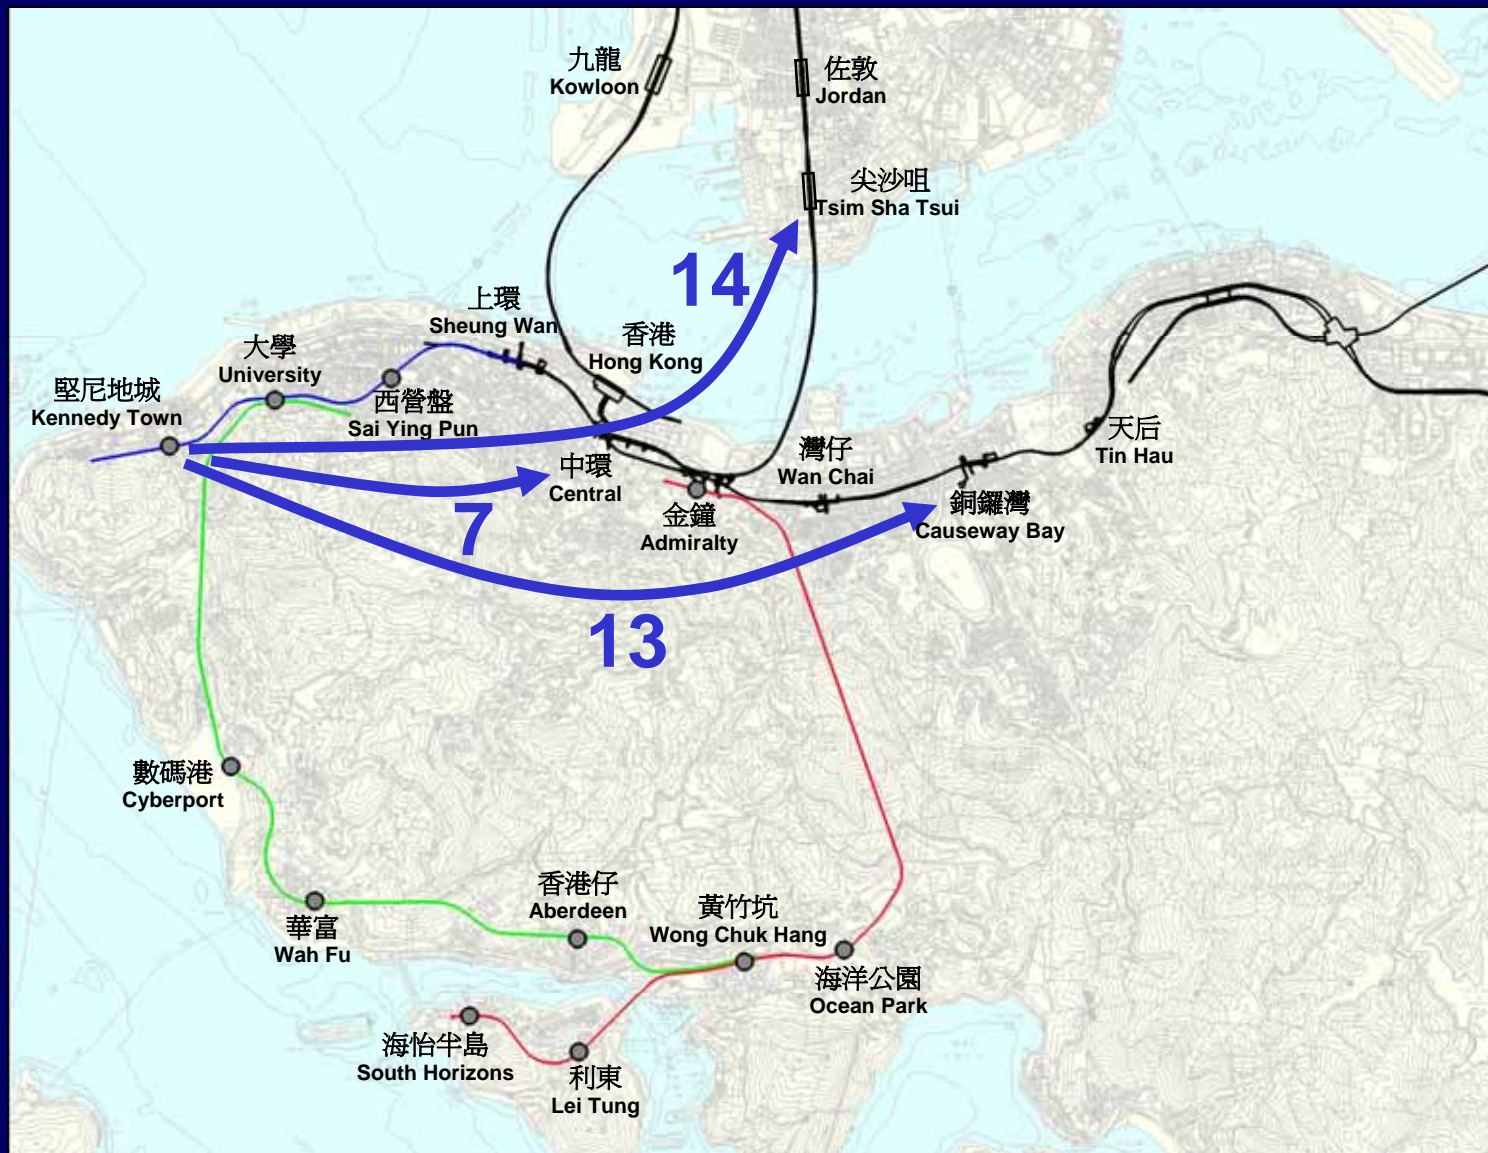 九龍
Kowloon
佐敦
Jordan
尖沙咀
Tsim Sha Tsui
14
上環
Sheung Wan
香港
Hong Kong
大學
University
堅尼地城
Kennedy Town
西營盤
Sai Ying Pun
中環
Central
灣仔
Wan Chai
天后
Tin Hau
金鐘
Admiralty
銅鑼灣
Causeway Bay
7
13
數碼港
Cyberport
華富
Wah Fu
香港仔
Aberdeen
黃竹坑
Wong Chuk Hang
海洋公園
Ocean Park
海怡半島
South Horizons
利東
Lei Tung